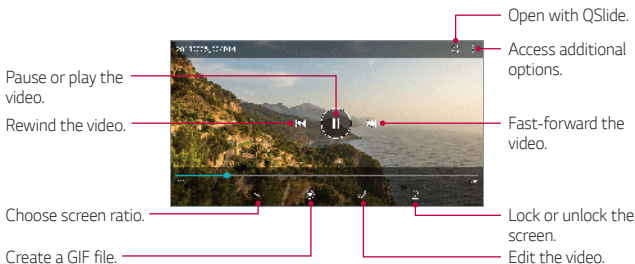 Open with QSlide.
Access additional
options.
Pause or play the
video.
Rewind the video.
Fast-forward the
video.
Choose screen ratio.
Lock or unlock the
screen.
Create a GIF file.
Edit the video.